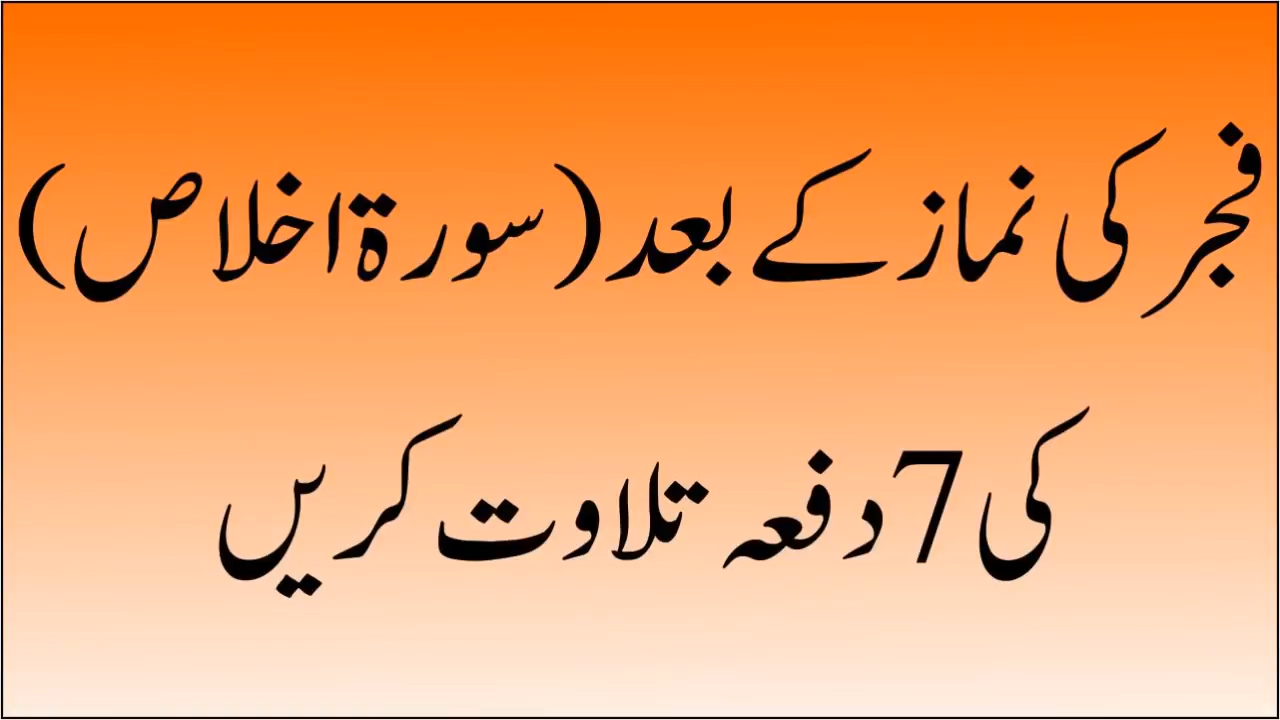 فجر کی نماز کے بعد (سورۃ اخلاص)
کی 7 دفعہ تلاوت کریں